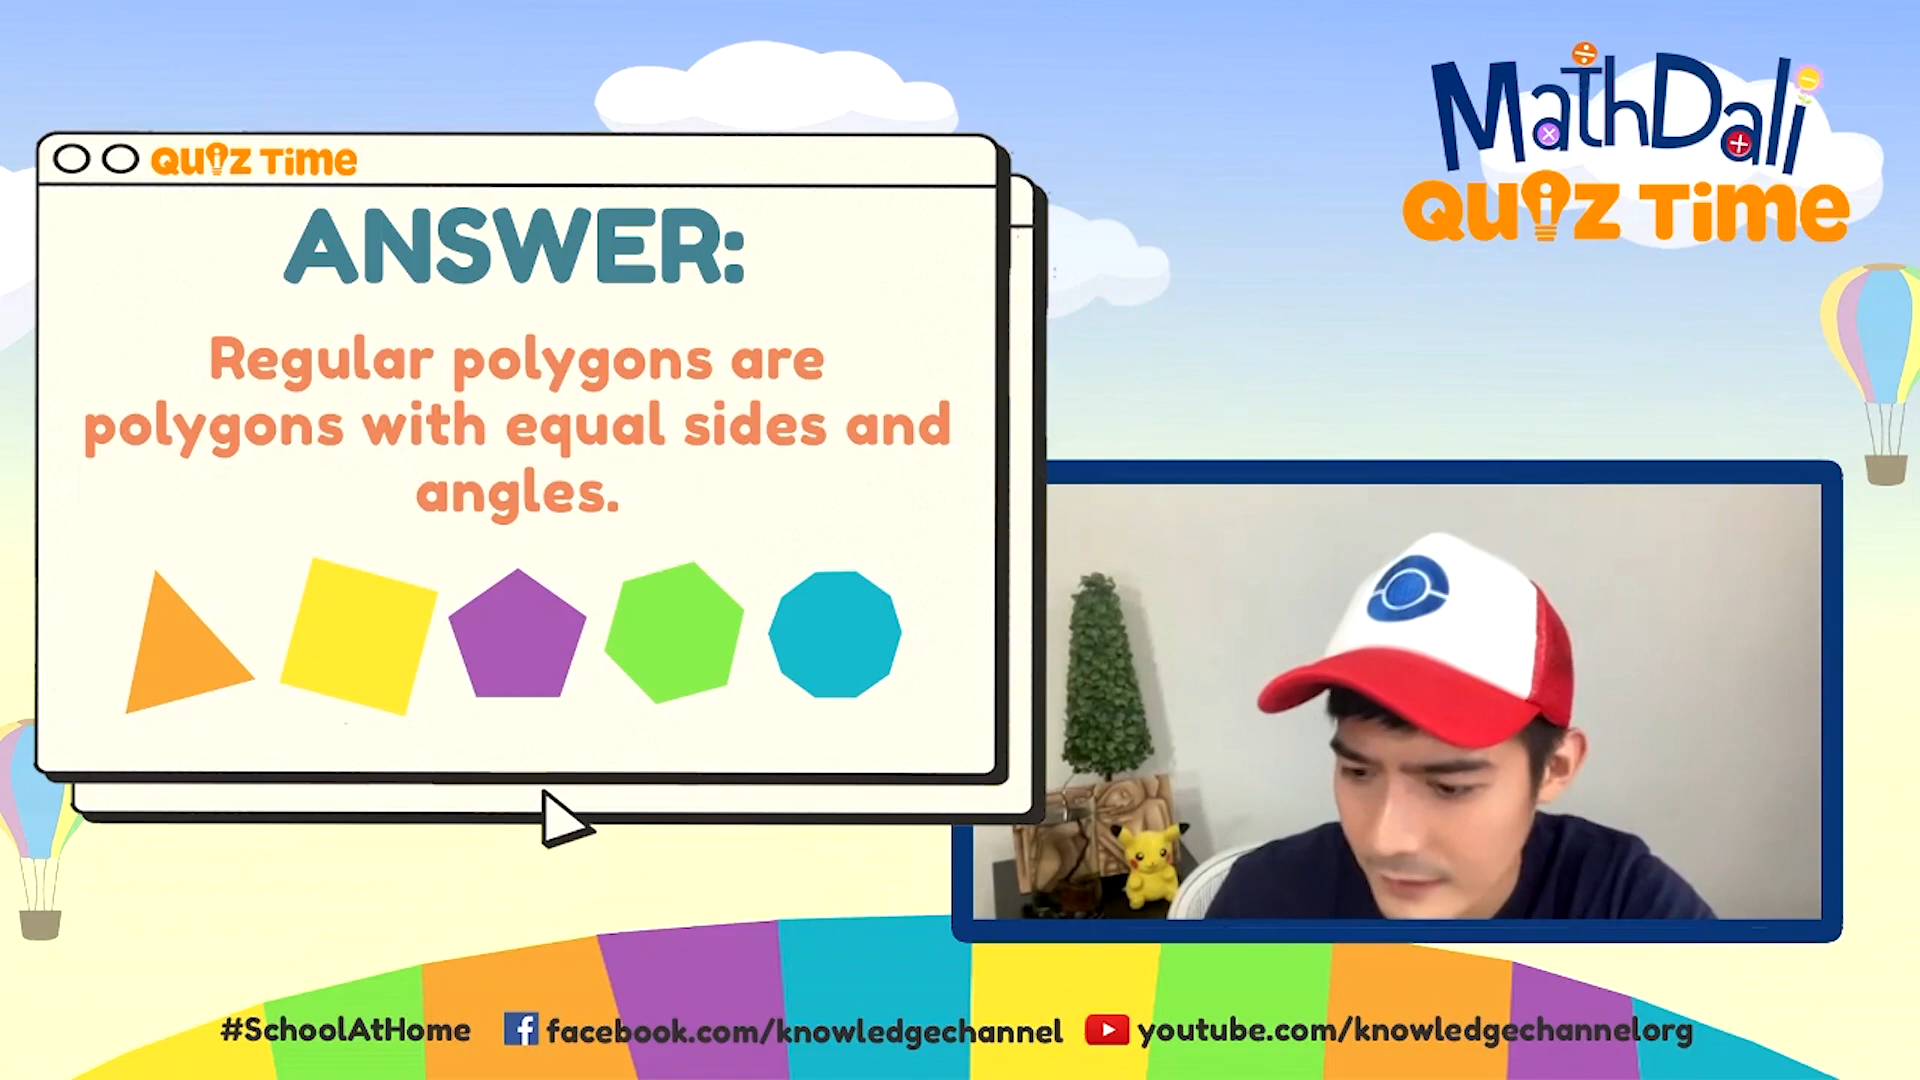 MathDali
QUiZ TiME
QUiZ TiME
ANSWER:
Regular polygons are
polygons with equal sides and
angles.
#SchoolAtHome facebook.com/knowledgechannel youtube.com/knowledgechannelorg